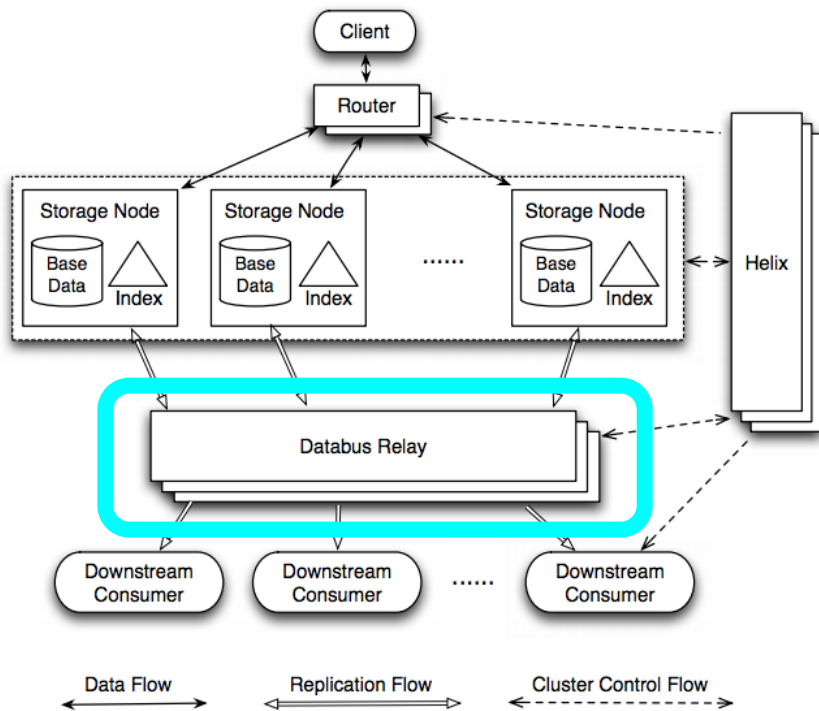 Client
Router
Storage Node
Base
Data
Index
Storage Node
Base
Data
Index
......
Storage Node
Base
Data
Index
Helix
Databus Relay
Downstream
Consumer
Downstream
Consumer
......
Downstream
Consumer
Data Flow
Replication Flow
Cluster Control Flow